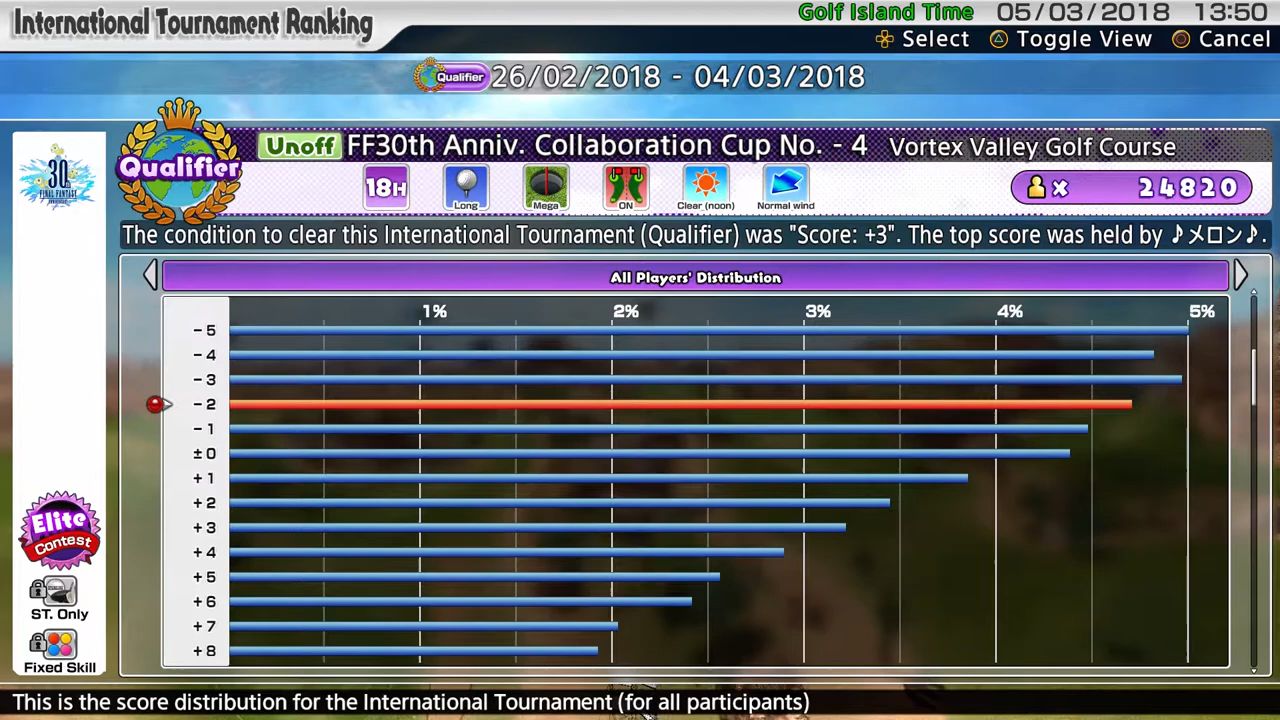 International Tournament Ranking
Golf Island Time 05/03/2018 13:50
Select Toggle View Cancel
Qualifier 26/02/2018 - 04/03/2018
30th
FINAL FANTASY
Qualifier
Unoff FF30th Anniv. Collaboration Cup No. - 4 Vortex Valley Golf Course
18H
Long
Mega
ON
Clear (noon)
Normal wind
x 24820
The condition to clear this International Tournament (Qualifier) was "Score: +3". The top score was held by ♪メロン♪.
All Players' Distribution
1% 2% 3% 4% 5%
-5
-4
-3
-2
-1
±0
+1
+2
+3
+4
+5
+6
+7
+8
Elite
Contest
ST. Only
Fixed Skill
This is the score distribution for the International Tournament (for all participants)